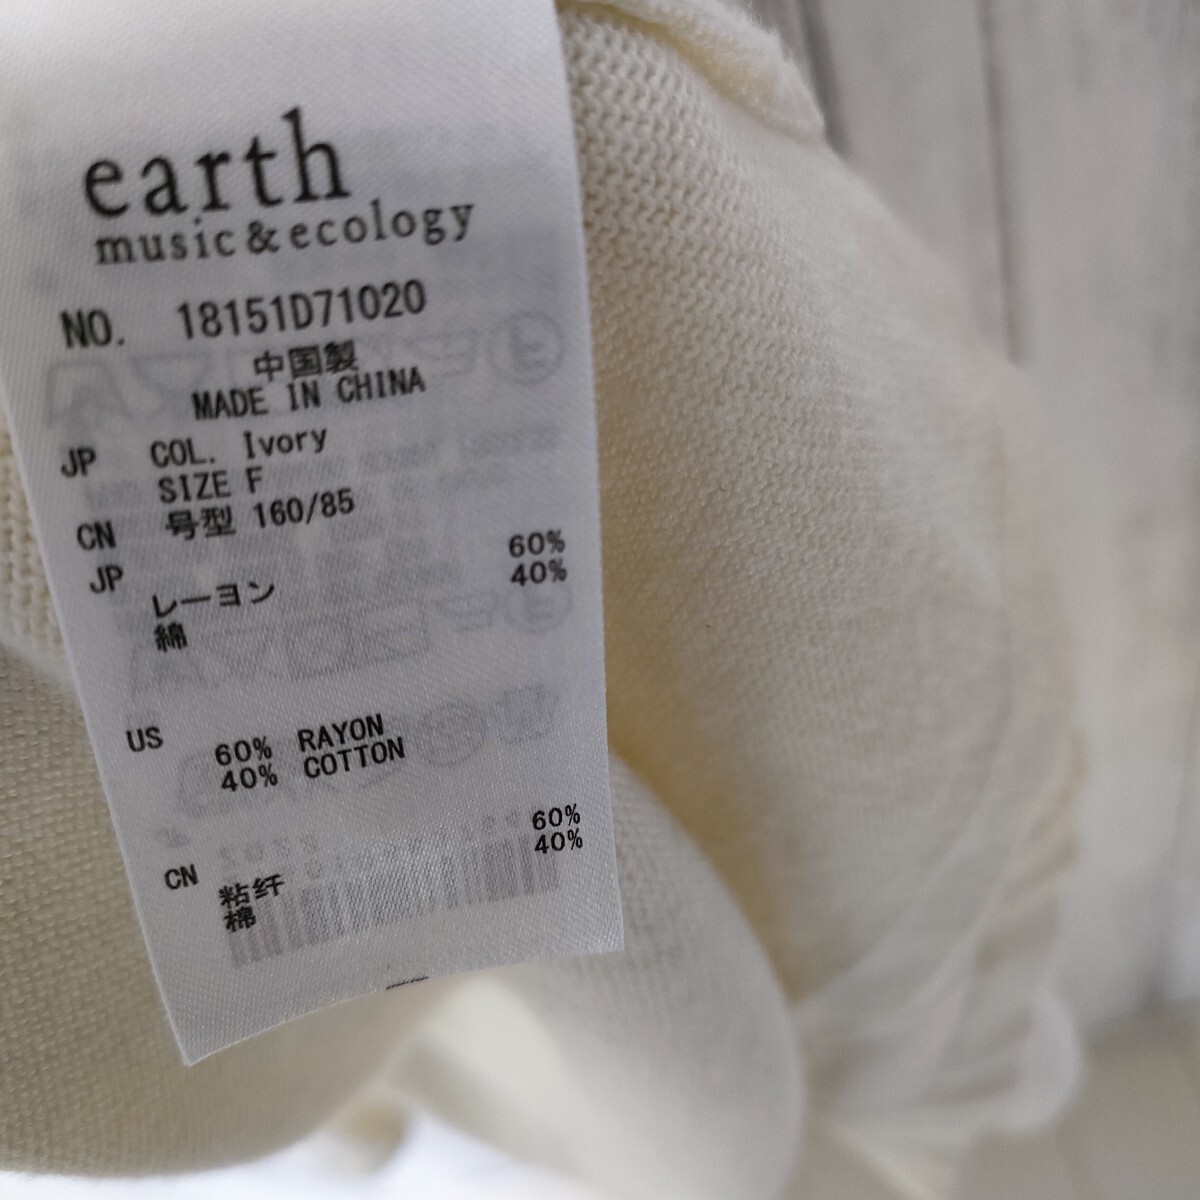 earth
music&ecology
NO. 18151D71020
中国製
MADE IN CHINA
JP COL. Ivory
SIZE F
CN 号型 160/85
JP
レーヨン 60%
綿 40%
US
60% RAYON
40% COTTON
CN
粘纤 60%
棉 40%